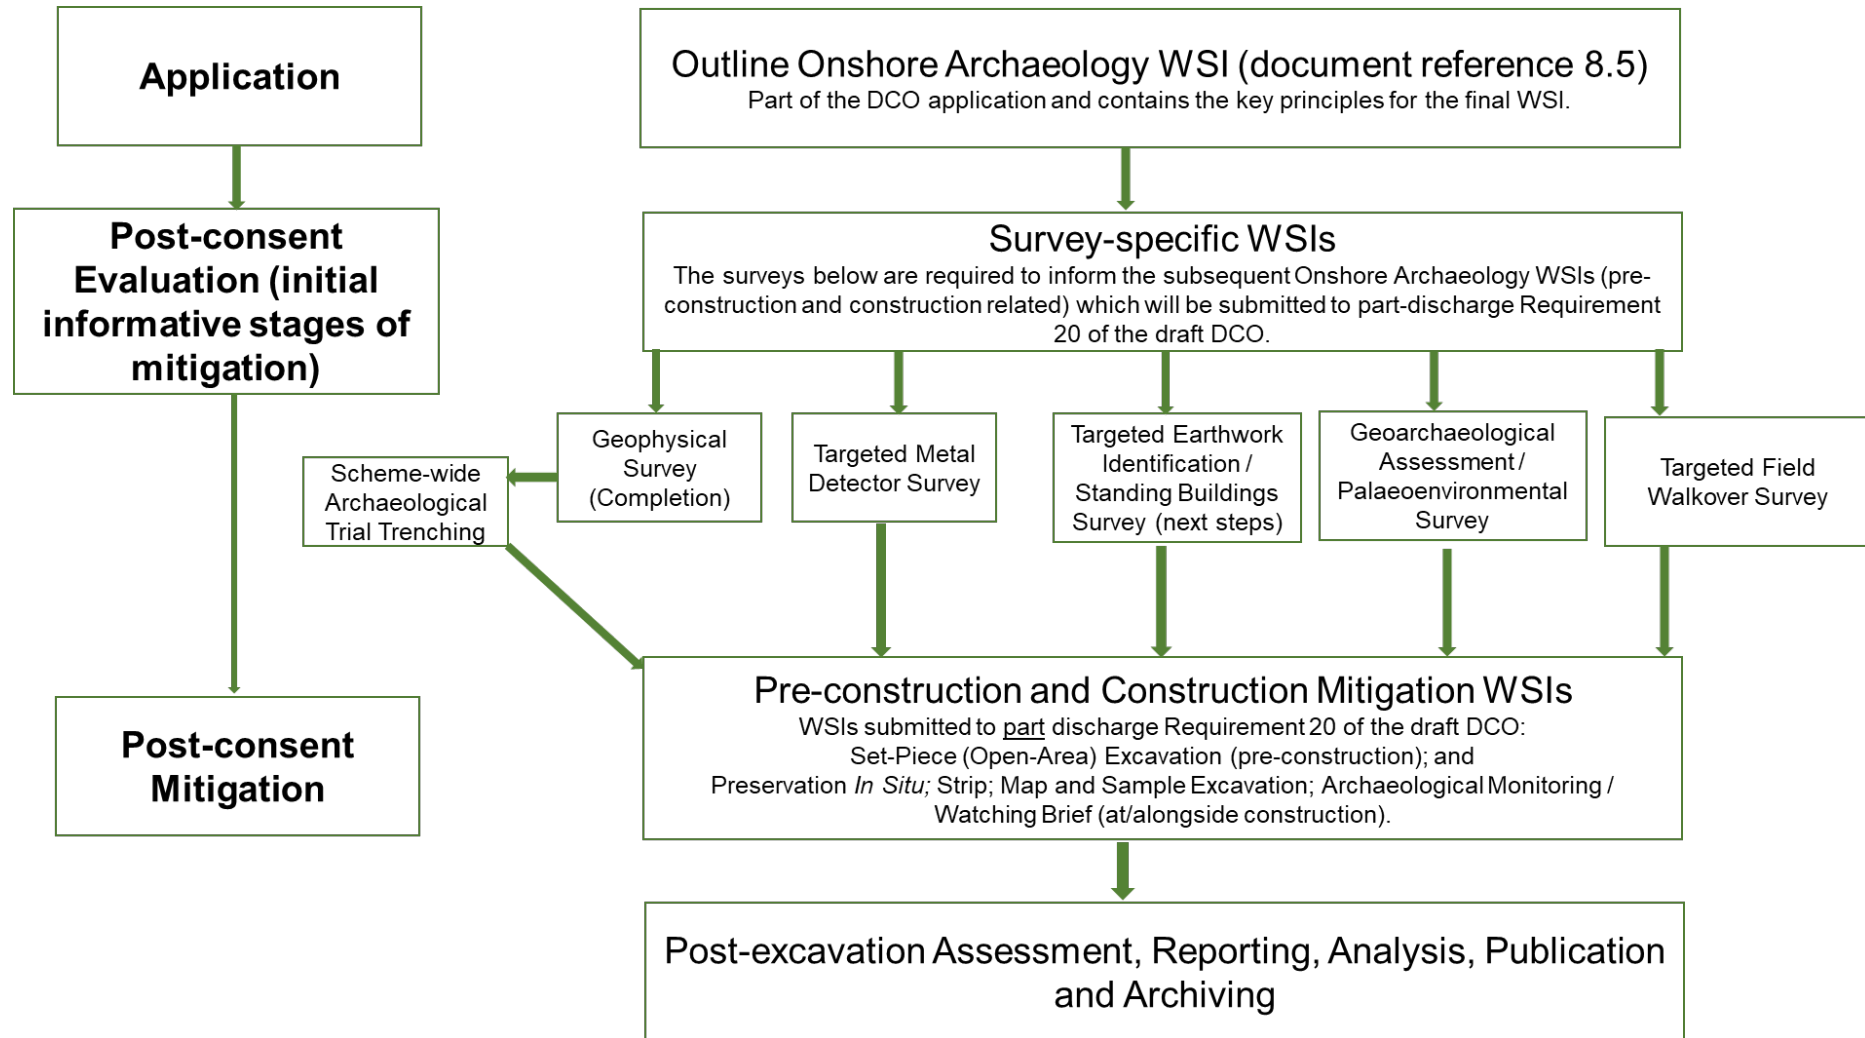 Application
Outline Onshore Archaeology WSI (document reference 8.5)
Part of the DCO application and contains the key principles for the final WSI.
Post-consent
Evaluation (initial
informative stages of
mitigation)
Survey-specific WSIs
The surveys below are required to inform the subsequent Onshore Archaeology WSIs (pre-
construction and construction related) which will be submitted to part-discharge Requirement
20 of the draft DCO.
Scheme-wide
Archaeological
Trial Trenching
Geophysical
Survey
(Completion)
Targeted Metal
Detector Survey
Targeted Earthwork
Identification /
Standing Buildings
Survey (next steps)
Geoarchaeological
Assessment /
Palaeoenvironmental
Survey
Targeted Field
Walkover Survey
Post-consent
Mitigation
Pre-construction and Construction Mitigation WSIs
WSIs submitted to part discharge Requirement 20 of the draft DCO:
Set-Piece (Open-Area) Excavation (pre-construction); and
Preservation In Situ; Strip; Map and Sample Excavation; Archaeological Monitoring /
Watching Brief (at/alongside construction).
Post-excavation Assessment, Reporting, Analysis, Publication
and Archiving